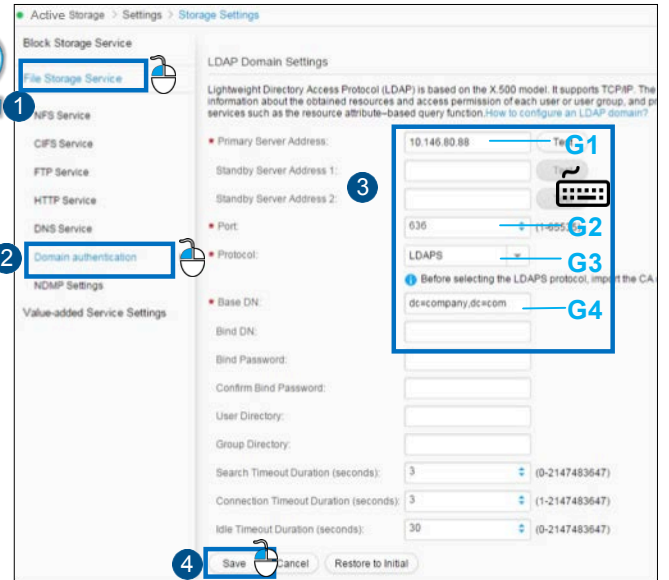 Active Storage > Settings > Storage Settings
Block Storage Service
File Storage Service
1
NFS Service
CIFS Service
FTP Service
HTTP Service
DNS Service
2
Domain authentication
NDMP Settings
Value-added Service Settings
LDAP Domain Settings
Lightweight Directory Access Protocol (LDAP) is based on the X.500 model. It supports TCP/IP. The
information about the obtained resources and access permission of each user or user group, and
services such as the resource attribute–based query function. How to configure an LDAP domain?
* Primary Server Address: 10.146.80.88 G1
Standby Server Address 1:
3
Standby Server Address 2:
* Port: 636 G2
* Protocol: LDAPS G3
Before selecting the LDAPS protocol, import the CA
* Base DN: dc=company,dc=com G4
Bind DN:
Bind Password:
Confirm Bind Password:
User Directory:
Group Directory:
Search Timeout Duration (seconds): 3 (0-2147483647)
Connection Timeout Duration (seconds): 3 (1-2147483647)
Idle Timeout Duration (seconds): 30 (0-2147483647)
4 Save Cancel Restore to Initial